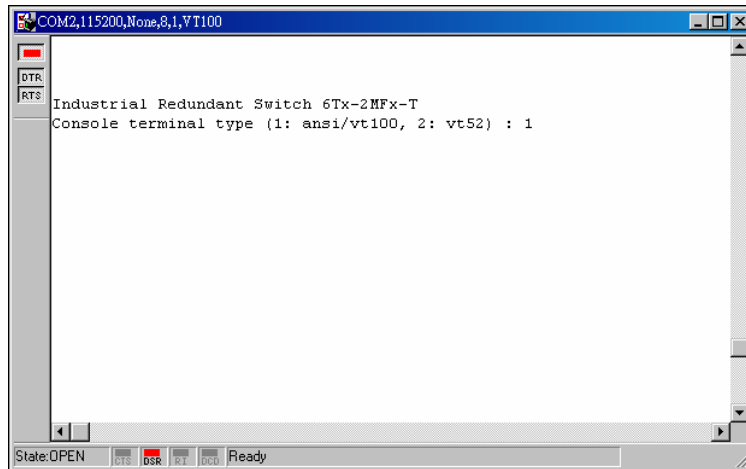 COM2,115200,None,8,1,VT100
DTR
RTS
Industrial Redundant Switch 6Tx-2MFx-T
Console terminal type (1: ansi/vt100, 2: vt52) : 1
State:OPEN CTS DSR RI DCD Ready